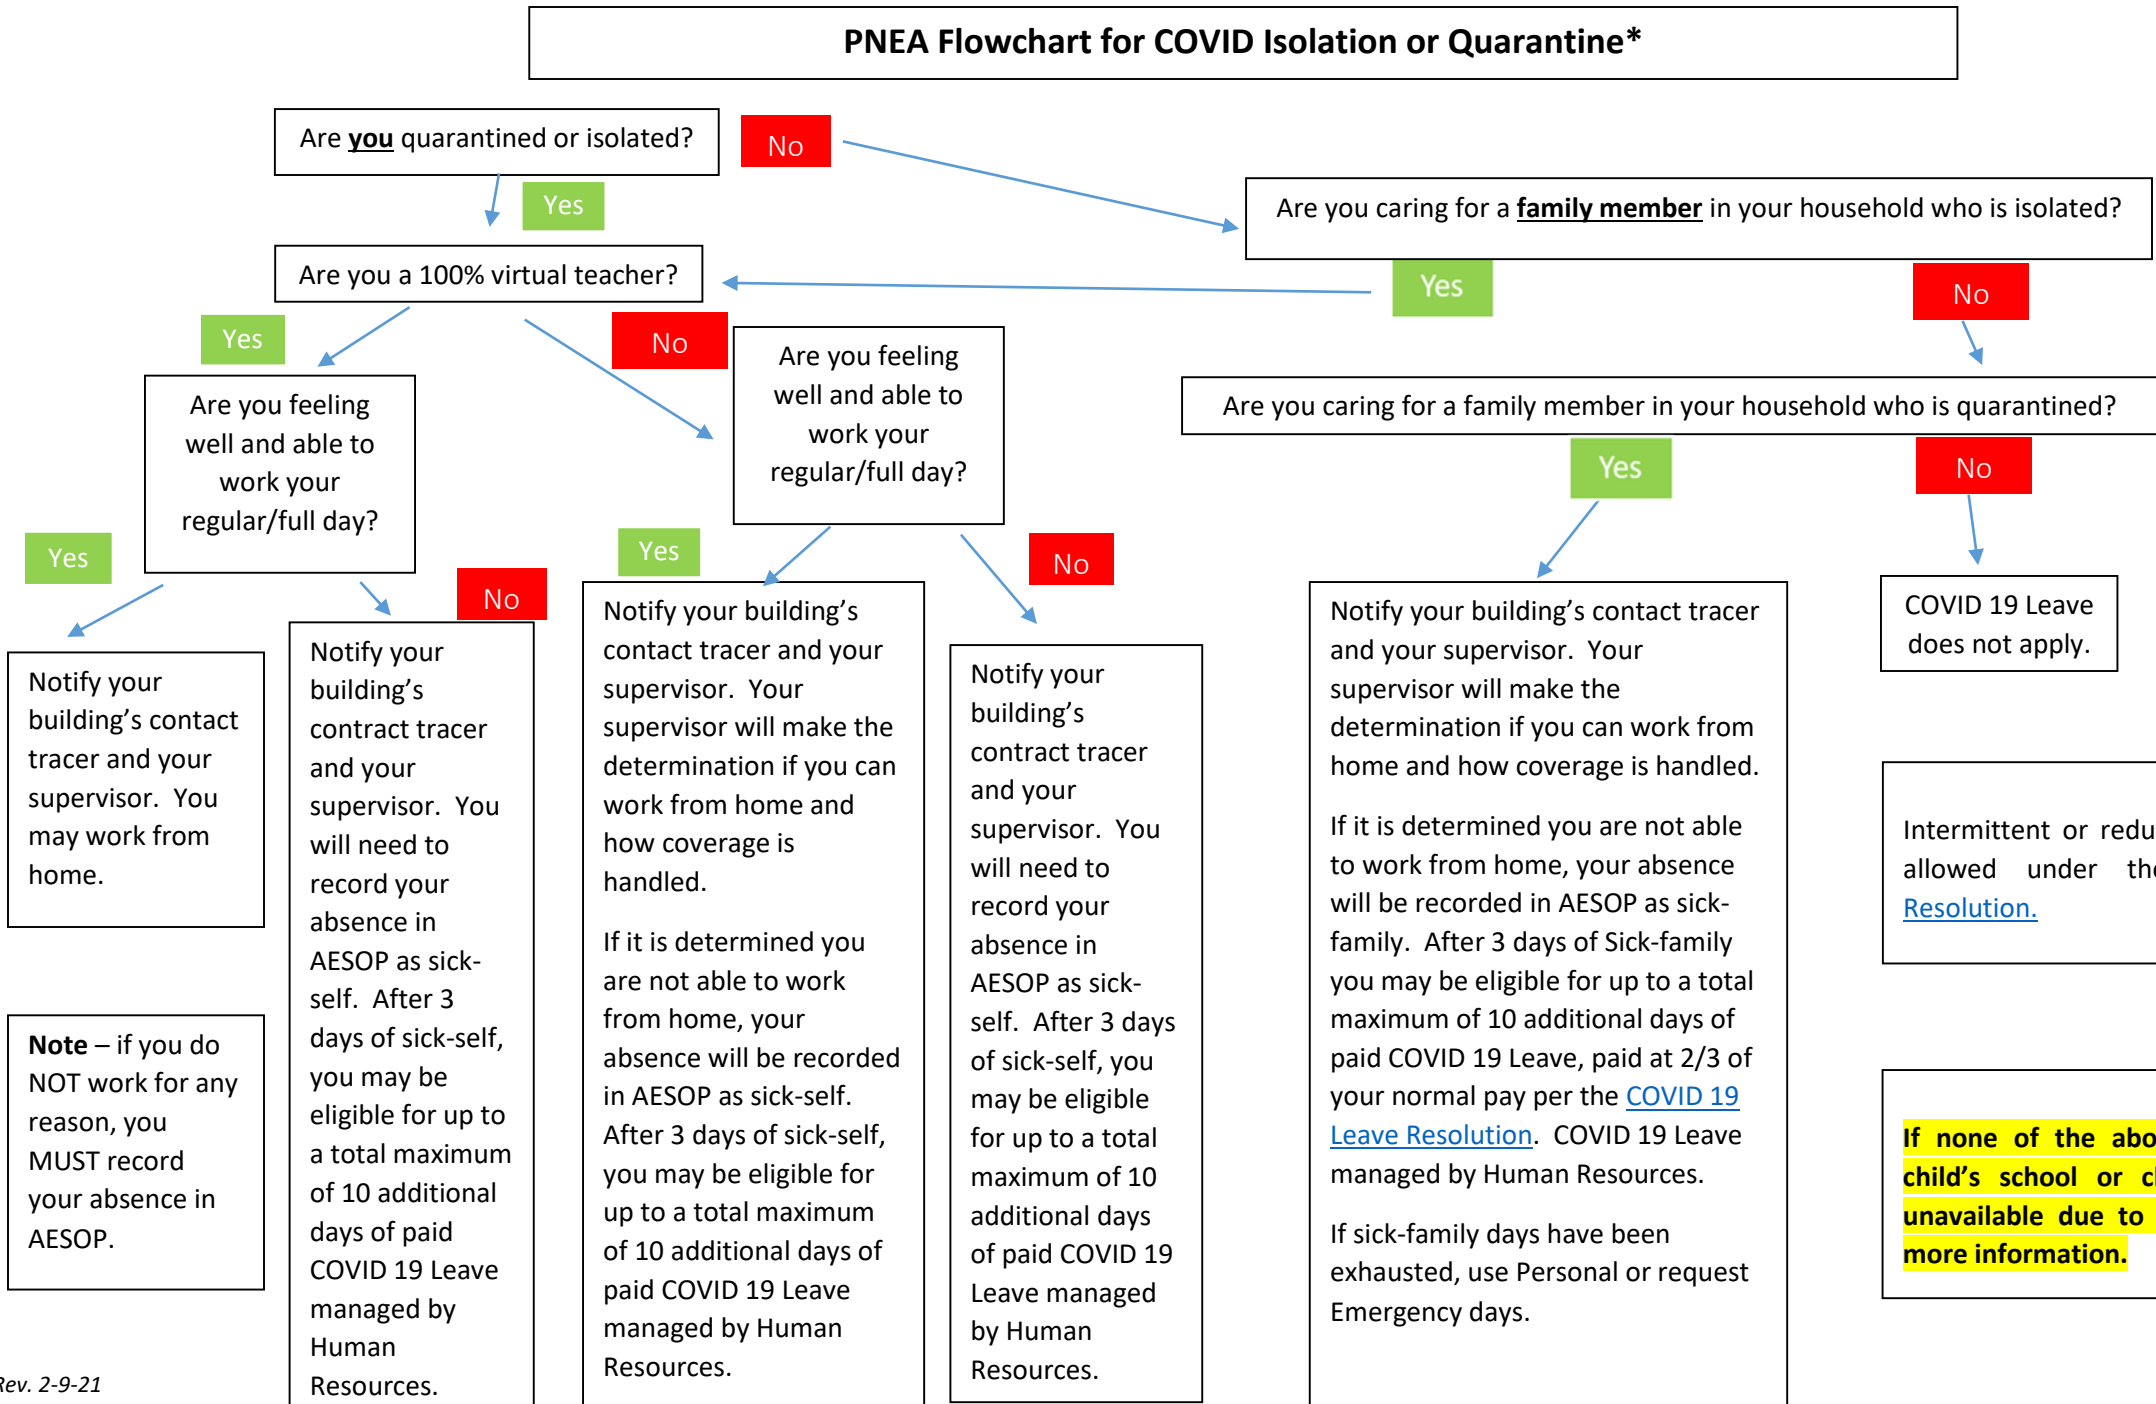 PNEA Flowchart for COVID Isolation or Quarantine*
Are you quarantined or isolated?
No
Yes
Are you caring for a family member in your household who is isolated?
Are you a 100% virtual teacher?
Yes
No
Yes
No
Are you feeling
well and able to
work your
regular/full day?
Are you feeling
well and able to
work your
regular/full day?
Are you caring for a family member in your household who is quarantined?
Yes
No
Yes
No
Yes
No
Notify your
building’s contact
tracer and your
supervisor. You
may work from
home.
Note – if you do
NOT work for any
reason, you
MUST record
your absence in
AESOP.
Notify your
building’s
contract tracer
and your
supervisor. You
will need to
record your
absence in
AESOP as sick-
self. After 3
days of sick-self,
you may be
eligible for up to
a total maximum
of 10 additional
days of paid
COVID 19 Leave
managed by
Human
Resources.
Notify your building’s
contact tracer and your
supervisor. Your
supervisor will make the
determination if you can
work from home and
how coverage is
handled.
If it is determined you
are not able to work
from home, your
absence will be recorded
in AESOP as sick-self.
After 3 days of sick-self,
you may be eligible for
up to a total maximum
of 10 additional days of
paid COVID 19 Leave
managed by Human
Resources.
Notify your
building’s
contract tracer
and your
supervisor. You
will need to
record your
absence in
AESOP as sick-
self. After 3 days
of sick-self, you
may be eligible
for up to a total
maximum of 10
additional days
of paid COVID 19
Leave managed
by Human
Resources.
Notify your building’s contact tracer
and your supervisor. Your
supervisor will make the
determination if you can work from
home and how coverage is handled.
If it is determined you are not able
to work from home, your absence
will be recorded in AESOP as sick-
family. After 3 days of Sick-family
you may be eligible for up to a total
maximum of 10 additional days of
paid COVID 19 Leave, paid at 2/3 of
your normal pay per the COVID 19
Leave Resolution. COVID 19 Leave
managed by Human Resources.
If sick-family days have been
exhausted, use Personal or request
Emergency days.
COVID 19 Leave
does not apply.
Intermittent or redu
allowed under the
Resolution.
If none of the abo
child’s school or c
unavailable due to
more information.
Rev. 2-9-21